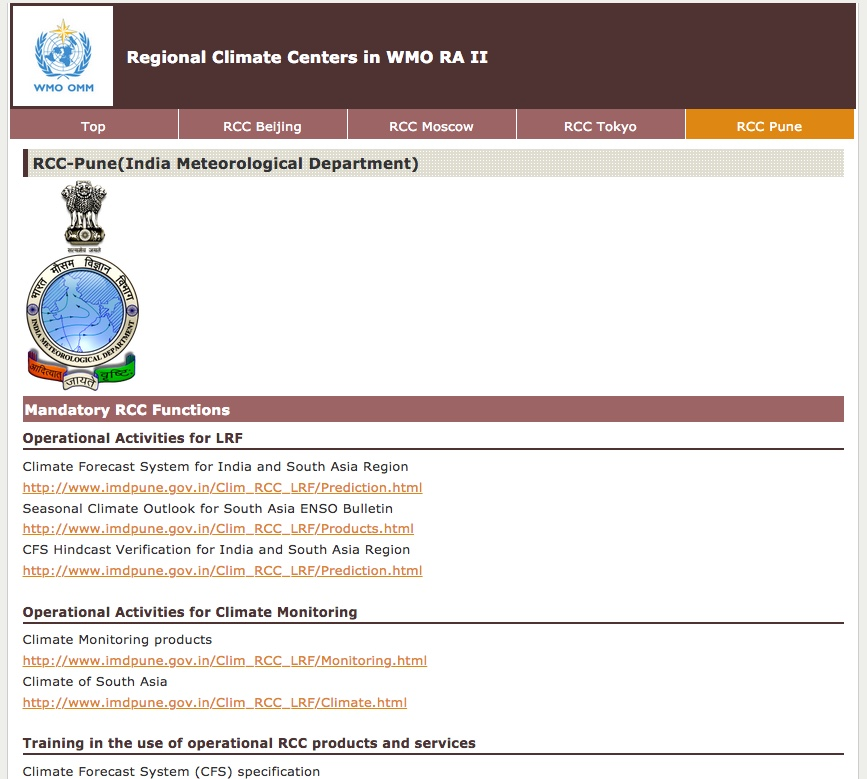 WMO OMM
Regional Climate Centers in WMO RA II
Top
RCC Beijing
RCC Moscow
RCC Tokyo
RCC Pune
RCC-Pune(India Meteorological Department)
सत्यमेव जयते
भारत मौसम विज्ञान विभाग
INDIA METEOROLOGICAL DEPARTMENT
आदित्यात् जायते वृष्टिः
Mandatory RCC Functions
Operational Activities for LRF
Climate Forecast System for India and South Asia Region
http://www.imdpune.gov.in/Clim_RCC_LRF/Prediction.html
Seasonal Climate Outlook for South Asia ENSO Bulletin
http://www.imdpune.gov.in/Clim_RCC_LRF/Products.html
CFS Hindcast Verification for India and South Asia Region
http://www.imdpune.gov.in/Clim_RCC_LRF/Prediction.html
Operational Activities for Climate Monitoring
Climate Monitoring products
http://www.imdpune.gov.in/Clim_RCC_LRF/Monitoring.html
Climate of South Asia
http://www.imdpune.gov.in/Clim_RCC_LRF/Climate.html
Training in the use of operational RCC products and services
Climate Forecast System (CFS) specification